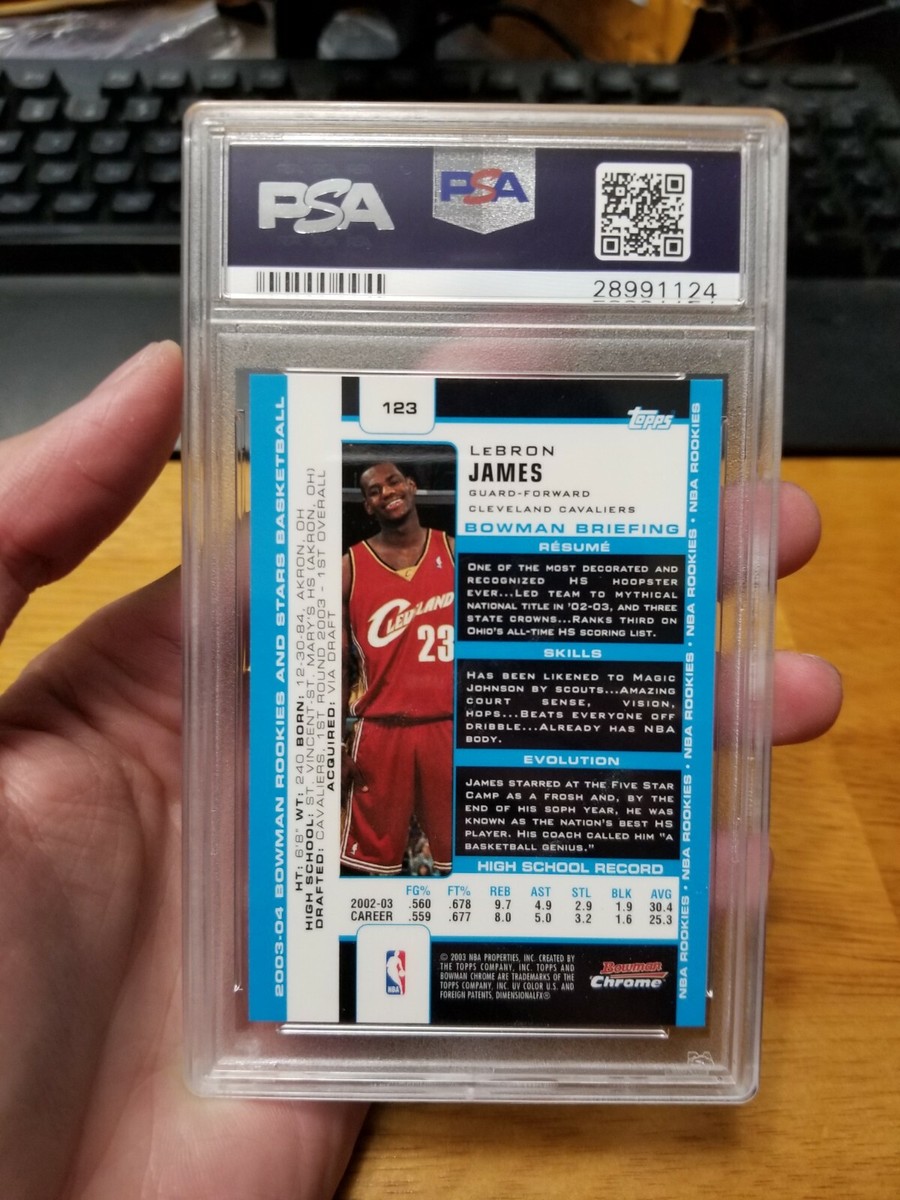 PSA
PSA
28991124
2003-04 BOWMAN ROOKIES AND STARS BASKETBALL
HT: 6'8" WT: 240 BORN: 12-30-84, AKRON, OH
HIGH SCHOOL: ST. VINCENT-ST. MARY'S HS (AKRON, OH)
DRAFTED: CAVALIERS, 1ST ROUND 2003 - 1ST OVERALL
ACQUIRED: VIA DRAFT
123
Topps
LEBRON
JAMES
GUARD-FORWARD
CLEVELAND CAVALIERS
BOWMAN BRIEFING
RÉSUMÉ
ONE OF THE MOST DECORATED AND
RECOGNIZED HS HOOPSTER
EVER...LED TEAM TO MYTHICAL
NATIONAL TITLE IN '02-03, AND THREE
STATE CROWNS...RANKS THIRD ON
OHIO'S ALL-TIME HS SCORING LIST.
SKILLS
HAS BEEN LIKENED TO MAGIC
JOHNSON BY SCOUTS...AMAZING
COURT SENSE, VISION,
HOPS...BEATS EVERYONE OFF
DRIBBLE...ALREADY HAS NBA
BODY.
EVOLUTION
JAMES STARRED AT THE FIVE STAR
CAMP AS A FROSH AND, BY THE
END OF HIS SOPH YEAR, HE WAS
KNOWN AS THE NATION'S BEST HS
PLAYER. HIS COACH CALLED HIM "A
BASKETBALL GENIUS."
CLEVELAND
23
HIGH SCHOOL RECORD
FG% FT% REB AST STL BLK AVG
2002-03 .560 .678 9.7 4.9 2.9 1.9 30.4
CAREER .559 .677 8.0 5.0 3.2 1.6 25.3
NBA
© 2003 NBA PROPERTIES, INC. CREATED BY
THE TOPPS COMPANY, INC. TOPPS AND
BOWMAN CHROME ARE TRADEMARKS OF THE
TOPPS COMPANY, INC. UV COLOR U.S. AND
FOREIGN PATENTS, DIMENSIONALFX®
Bowman
Chrome
NBA ROOKIES • NBA ROOKIES • NBA ROOKIES • NBA ROOKIES • NBA ROOKIES